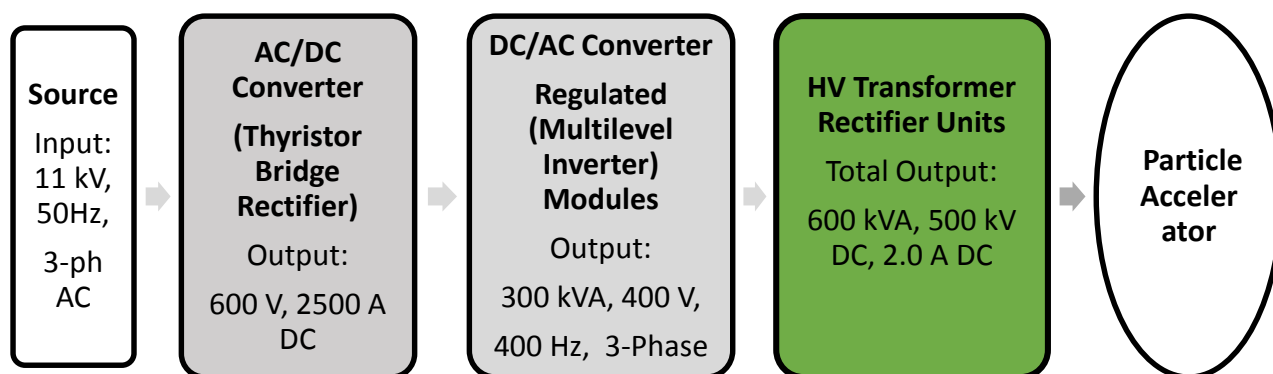 Source
Input:
11 kV,
50Hz,
3-ph
AC
AC/DC
Converter
(Thyristor
Bridge
Rectifier)
Output:
600 V, 2500 A
DC
DC/AC Converter
Regulated
(Multilevel
Inverter)
Modules
Output:
300 kVA, 400 V,
400 Hz, 3-Phase
HV Transformer
Rectifier Units
Total Output:
600 kVA, 500 kV
DC, 2.0 A DC
Particle
Acceler
ator